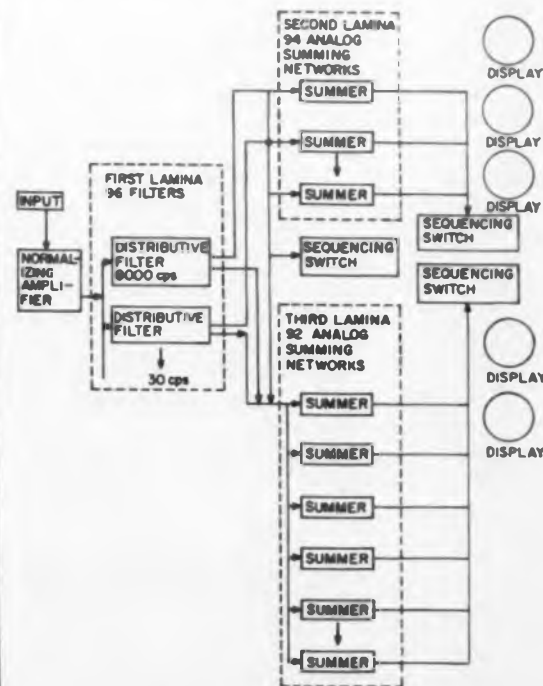 INPUT
NORMAL-
IZING
AMPLI-
FIER
FIRST LAMINA
96 FILTERS
DISTRIBUTIVE
FILTER
8000 cps
DISTRIBUTIVE
FILTER
30 cps
SECOND LAMINA
94 ANALOG
SUMMING
NETWORKS
SUMMER
SUMMER
SUMMER
SEQUENCING
SWITCH
THIRD LAMINA
92 ANALOG
SUMMING
NETWORKS
SUMMER
SUMMER
SUMMER
SUMMER
SUMMER
SUMMER
DISPLAY
DISPLAY
DISPLAY
SEQUENCING
SWITCH
SEQUENCING
SWITCH
DISPLAY
DISPLAY